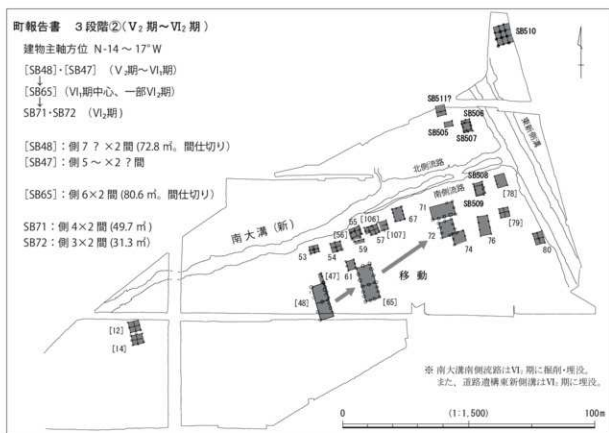 町報告書 3段階②(Ⅴ₂期～Ⅵ₂期)
建物主軸方位 N-14～17°W
[SB48]・[SB47] (Ⅴ₂期～Ⅵ₁期)
↓
[SB65] (Ⅵ₁期中心、一部Ⅵ₂期)
↓
SB71・SB72 (Ⅵ₂期)
[SB48]：側7？×2間 (72.8㎡。間仕切り)
[SB47]：側5～×2？間
[SB65]：側6×2間 (80.6㎡。間仕切り)
SB71：側4×2間 (49.7㎡)
SB72：側3×2間 (31.3㎡)
SB510
SB511?
SB506
SB505
SB507
東新側溝
北側流路
南側流路
SB508
SB509
[78]
[79]
80
76
74
72
71
67
[106]
55
[56]
57
[107]
59
54
53
南大溝(新)
[47]
61
[48]
[65]
移動
[12]
[14]
※ 南大溝南側流路はⅥ₁期に掘削・埋没。
また、道路遺構東新側溝はⅥ₁期に埋没。
0
(1:1,500)
100m